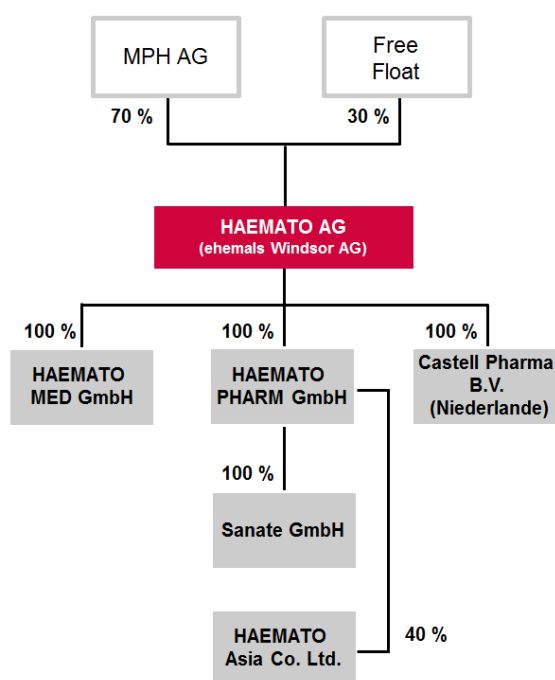 MPH AG
Free
Float
70 %
30 %
HAEMATO AG
(ehemals Windsor AG)
100 %
100 %
100 %
HAEMATO
MED GmbH
HAEMATO
PHARM GmbH
Castell Pharma
B.V.
(Niederlande)
100 %
Sanate GmbH
HAEMATO
Asia Co. Ltd.
40 %